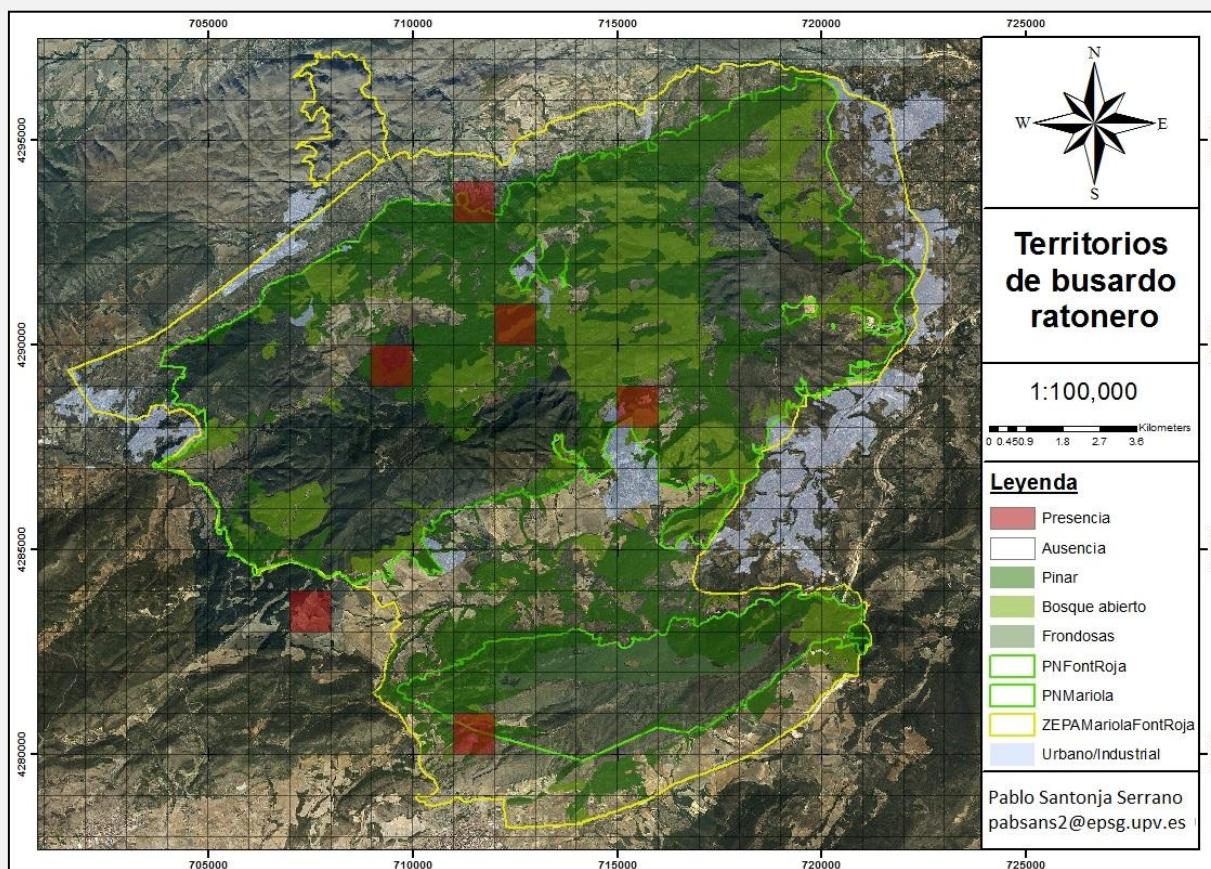 705000 710000 715000 720000 725000
4295000
4290000
4285000
4280000
705000 710000 715000 720000 725000
N
W E
S
Territorios
de busardo
ratonero
1:100,000
Kilometers
0 0.450.9 1.8 2.7 3.6
Leyenda
Presencia
Ausencia
Pinar
Bosque abierto
Frondosas
PNFontRoja
PNMariola
ZEPAMariolaFontRoja
Urbano/Industrial
Pablo Santonja Serrano
pabsans2@epsg.upv.es